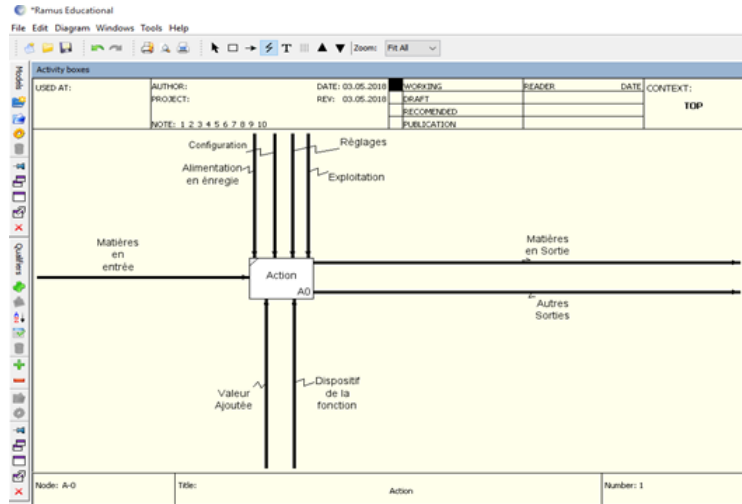 *Ramus Educational
File Edit Diagram Windows Tools Help
T Zoom: Fit All
Models
Activity boxes
USED AT:
AUTHOR:
DATE: 03.05.2018
WORKING
READER
DATE
CONTEXT:
PROJECT:
REV: 03.05.2018
DRAFT
TOP
RECOMENDED
NOTE: 1 2 3 4 5 6 7 8 9 10
PUBLICATION
Configuration
Réglages
Alimentation
en ènregie
Exploitation
Matières
en
entrée
Matières
en Sortie
Action
A0
Autres
Sorties
Qualifiers
Valeur
Ajoutée
Dispositif
de la
fonction
Node: A-0
Title:
Action
Number: 1